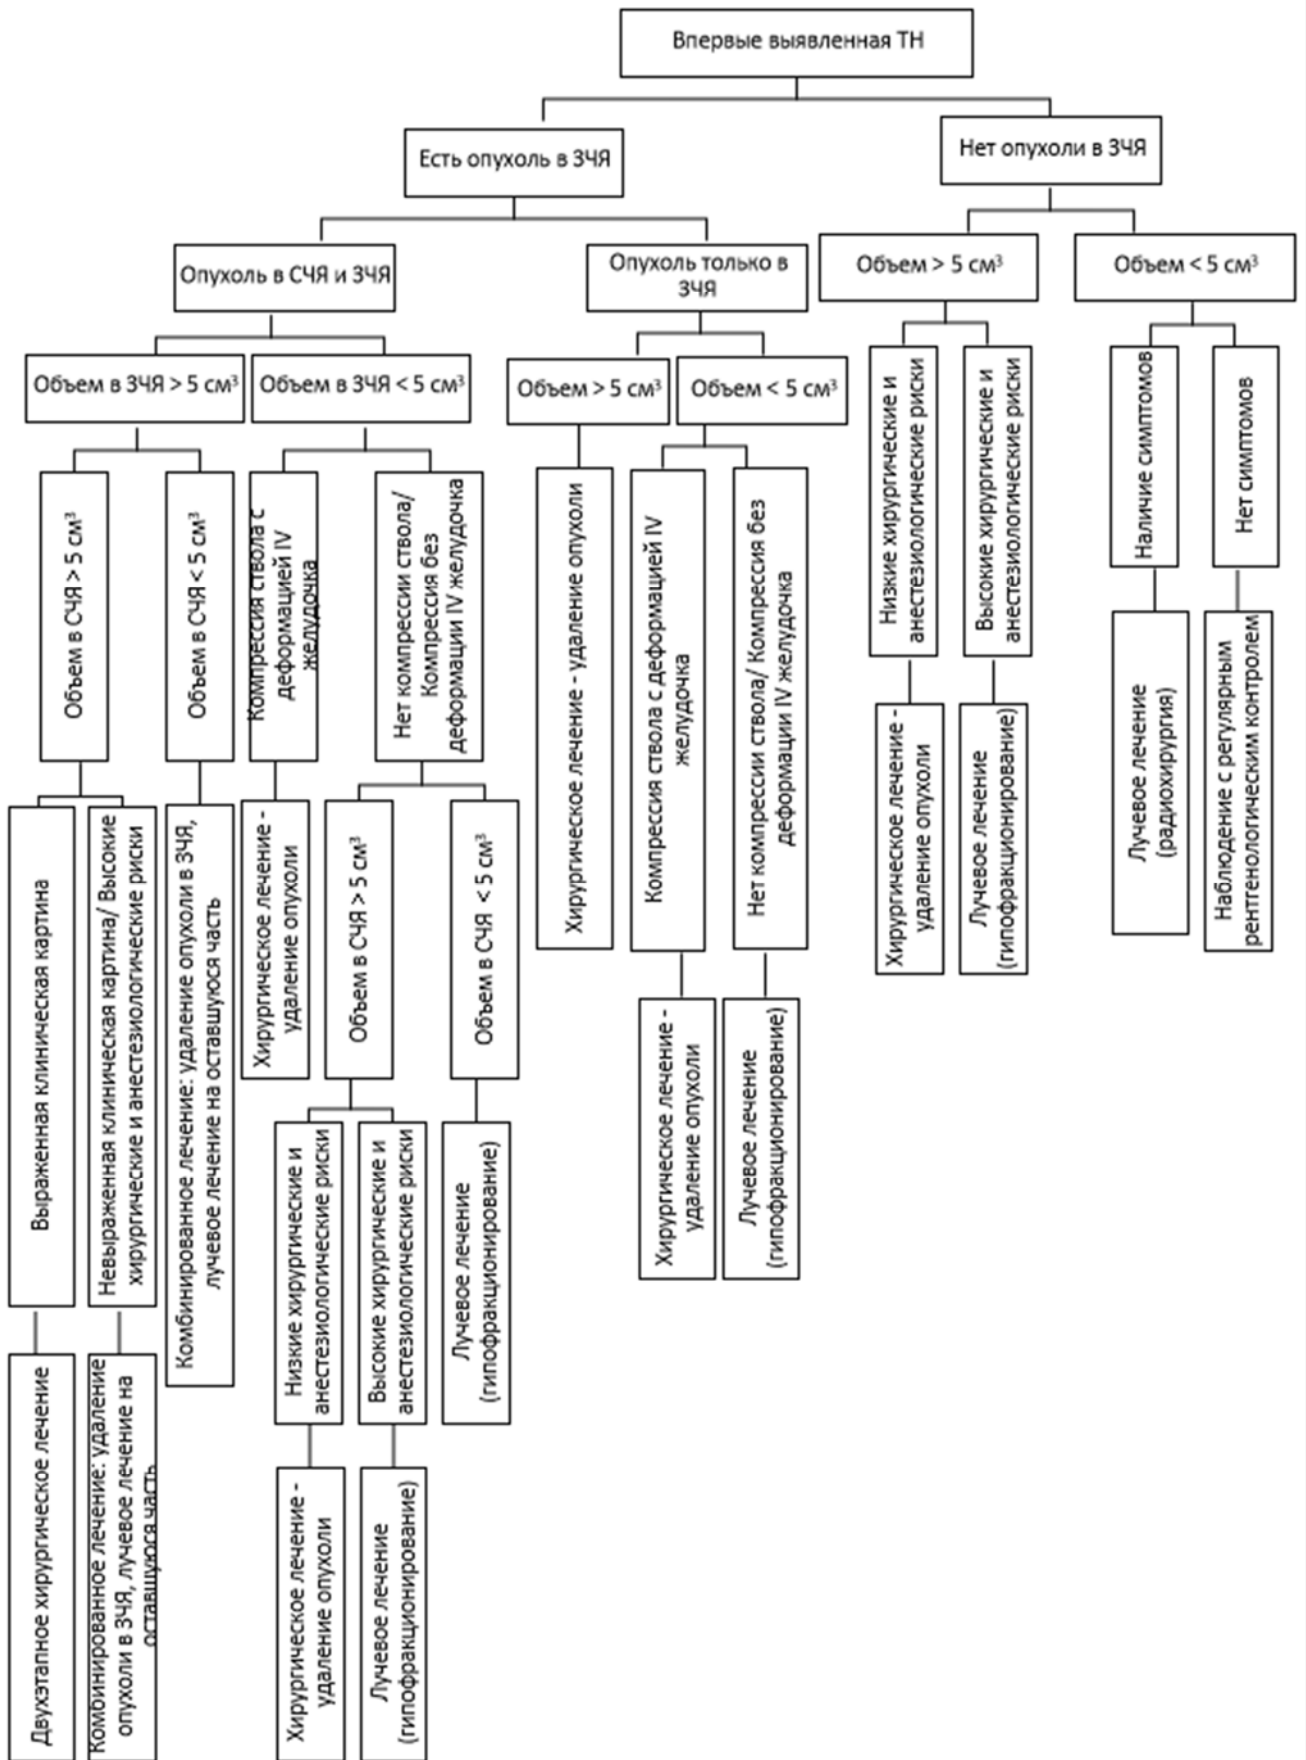 Впервые выявленная ТН
Есть опухоль в ЗЧЯ
Нет опухоли в ЗЧЯ
Опухоль в СЧЯ и ЗЧЯ
Опухоль только в
ЗЧЯ
Объем > 5 см³
Объем < 5 см³
Объем в ЗЧЯ > 5 см³
Объем в ЗЧЯ < 5 см³
Объем > 5 см³
Объем < 5 см³
Низкие хирургические и
анестезиологические риски
Высокие хирургические и
анестезиологические риски
Наличие симптомов
Нет симптомов
Объем в СЧЯ > 5 см³
Объем в СЧЯ < 5 см³
Компрессия ствола с
деформацией IV
желудочка
Нет компрессии ствола/
Компрессия без
деформации IV желудочка
Хирургическое лечение - удаление опухоли
Компрессия ствола с деформацией IV
желудочка
Нет компрессии ствола/ Компрессия без
деформации IV желудочка
Хирургическое лечение -
удаление опухоли
Лучевое лечение
(гипофракционирование)
Лучевое лечение
(радиохирургия)
Наблюдение с регулярным
рентгенологическим контролем
Выраженная клиническая картина
Невыраженная клиническая картина/ Высокие
хирургические и анестезиологические риски
Комбинированное лечение: удаление опухоли в ЗЧЯ,
лучевое лечение на оставшуюся часть
Хирургическое лечение -
удаление опухоли
Объем в СЧЯ > 5 см³
Объем в СЧЯ < 5 см³
Хирургическое лечение -
удаление опухоли
Лучевое лечение
(гипофракционирование)
Низкие хирургические и
анестезиологические риски
Высокие хирургические и
анестезиологические риски
Лучевое лечение
(гипофракционирование)
Двухэтапное хирургическое лечение
Комбинированное лечение: удаление
опухоли в ЗЧЯ, лучевое лечение на
оставшуюся часть
Хирургическое лечение -
удаление опухоли
Лучевое лечение
(гипофракционирование)